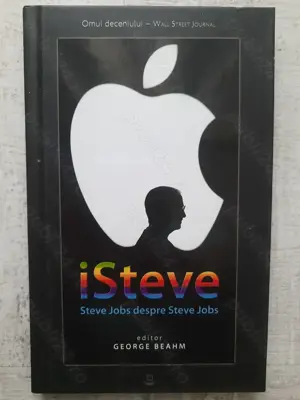 Omul deceniului – WALL STREET JOURNAL
iSteve
Steve Jobs despre Steve Jobs
editor
GEORGE BEAHM